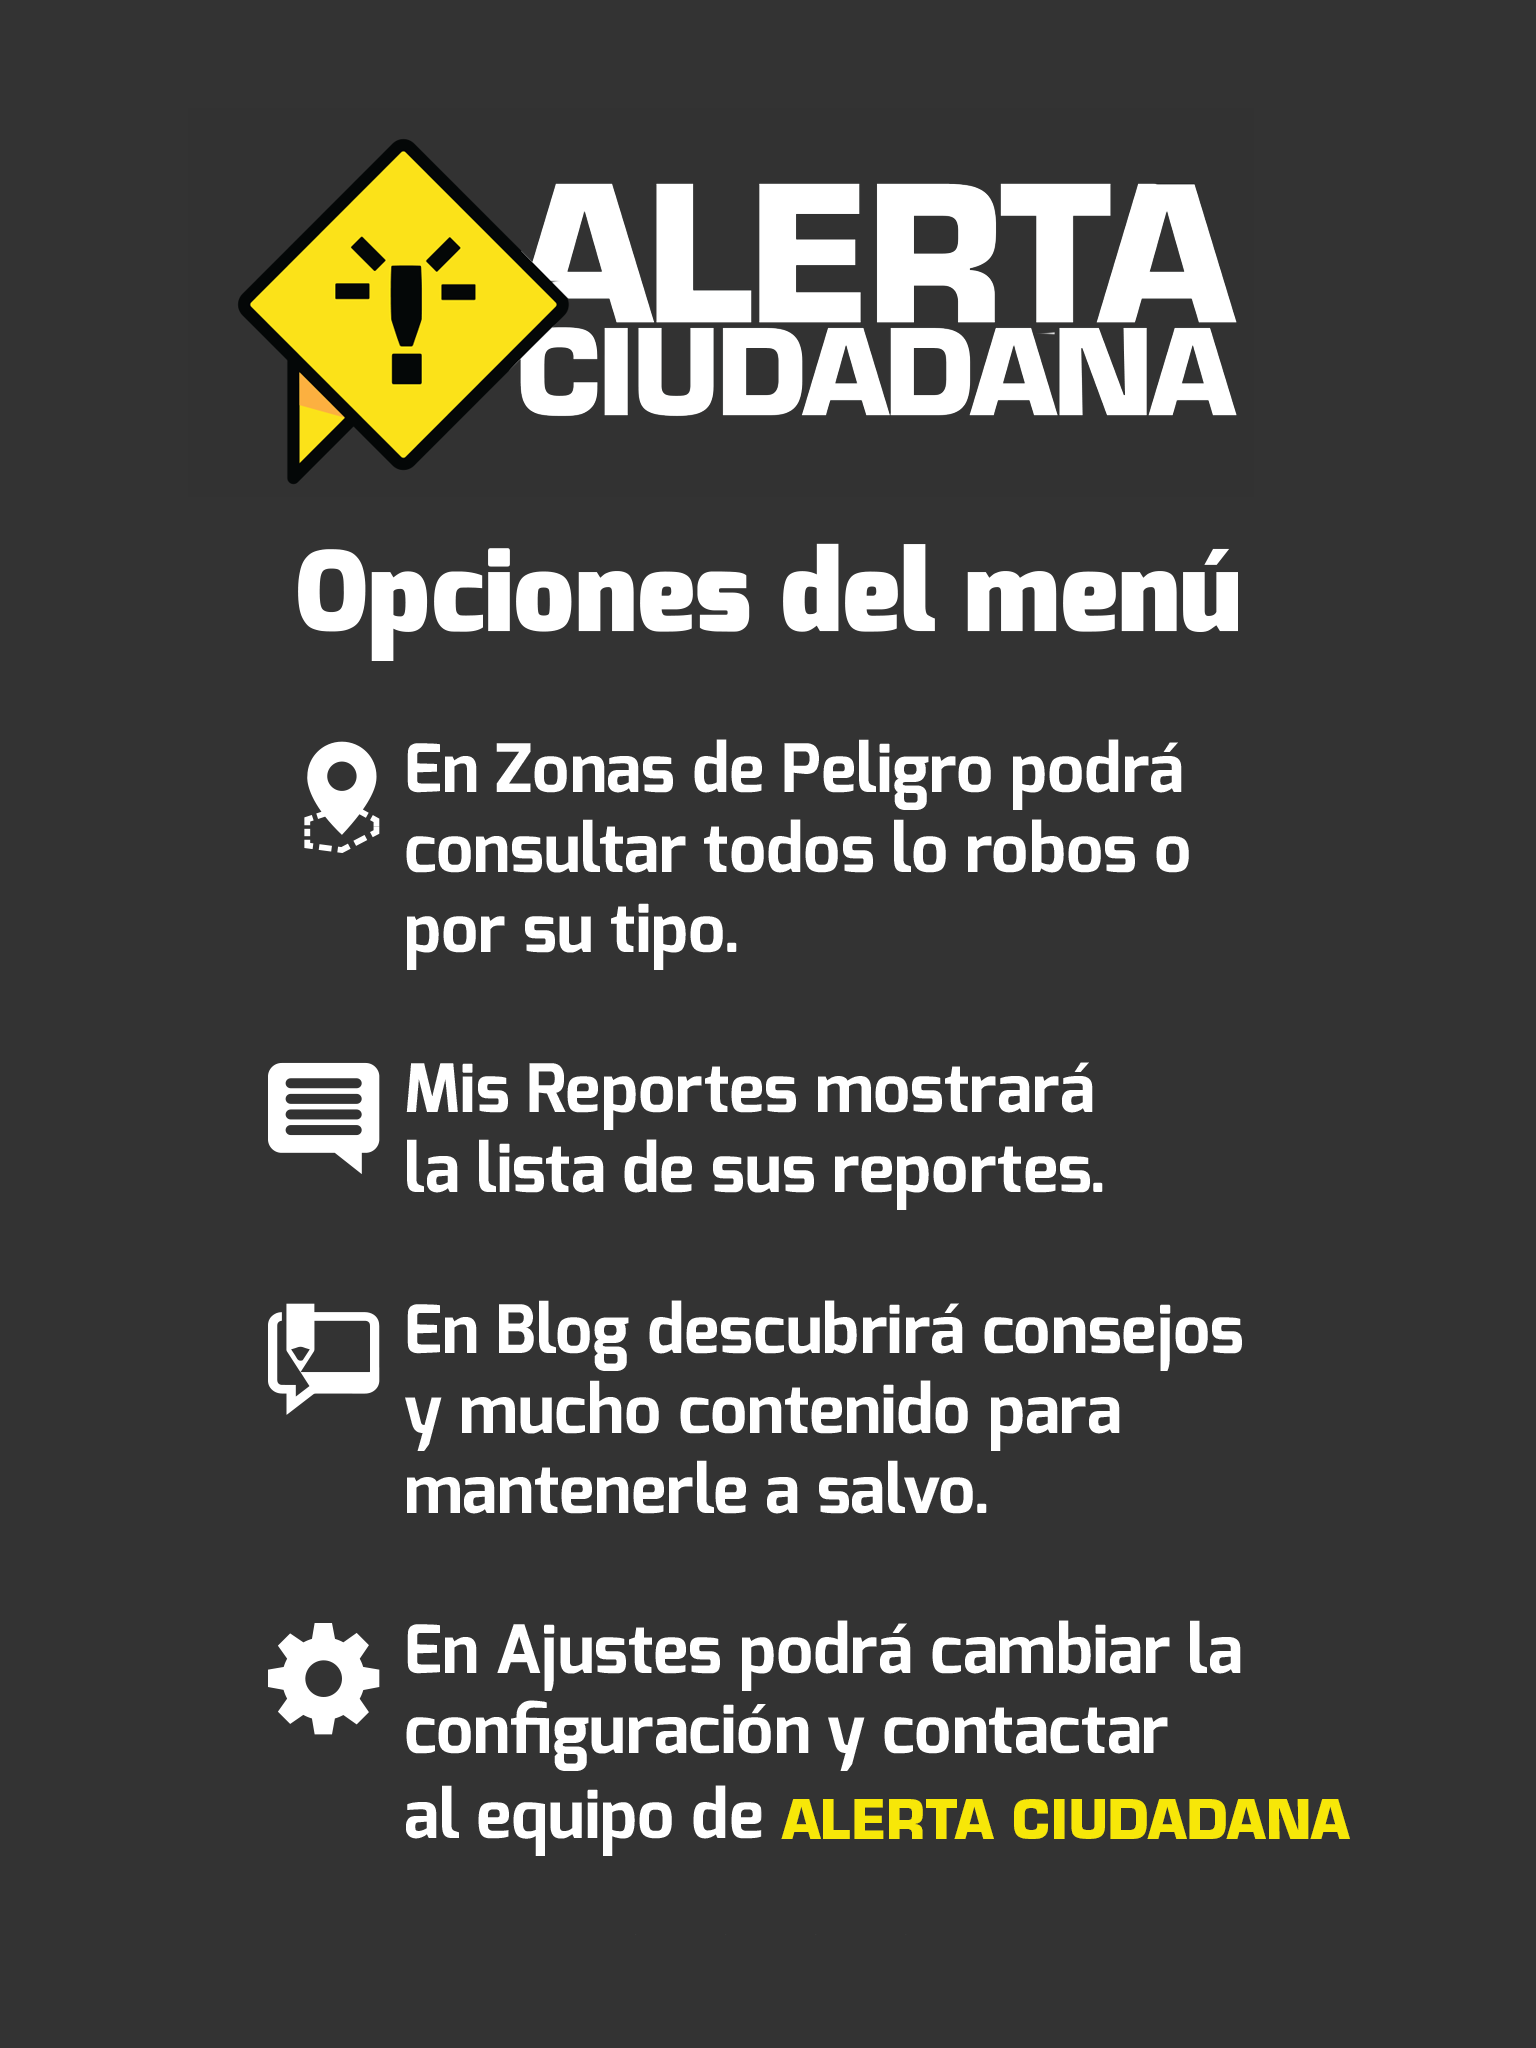 ALERTA
CIUDADANA
Opciones del menú
En Zonas de Peligro podrá
consultar todos lo robos o
por su tipo.
Mis Reportes mostrará
la lista de sus reportes.
En Blog descubrirá consejos
y mucho contenido para
mantenerle a salvo.
En Ajustes podrá cambiar la
configuración y contactar
al equipo de ALERTA CIUDADANA